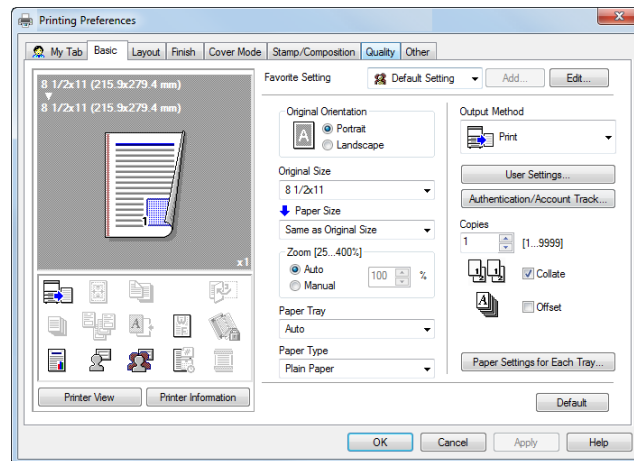 Printing Preferences
My Tab Basic Layout Finish Cover Mode Stamp/Composition Quality Other
8 1/2x11 (215.9x279.4 mm)
8 1/2x11 (215.9x279.4 mm)
1
x1
Printer View Printer Information
Favorite Setting Default Setting Add... Edit...
Original Orientation
A Portrait
Landscape
Original Size
8 1/2x11
Paper Size
Same as Original Size
Zoom [25...400%]
Auto
Manual
100 %
Paper Tray
Auto
Paper Type
Plain Paper
Output Method
Print
User Settings...
Authentication/Account Track...
Copies
1 [1...9999]
Collate
Offset
Paper Settings for Each Tray...
Default
OK Cancel Apply Help